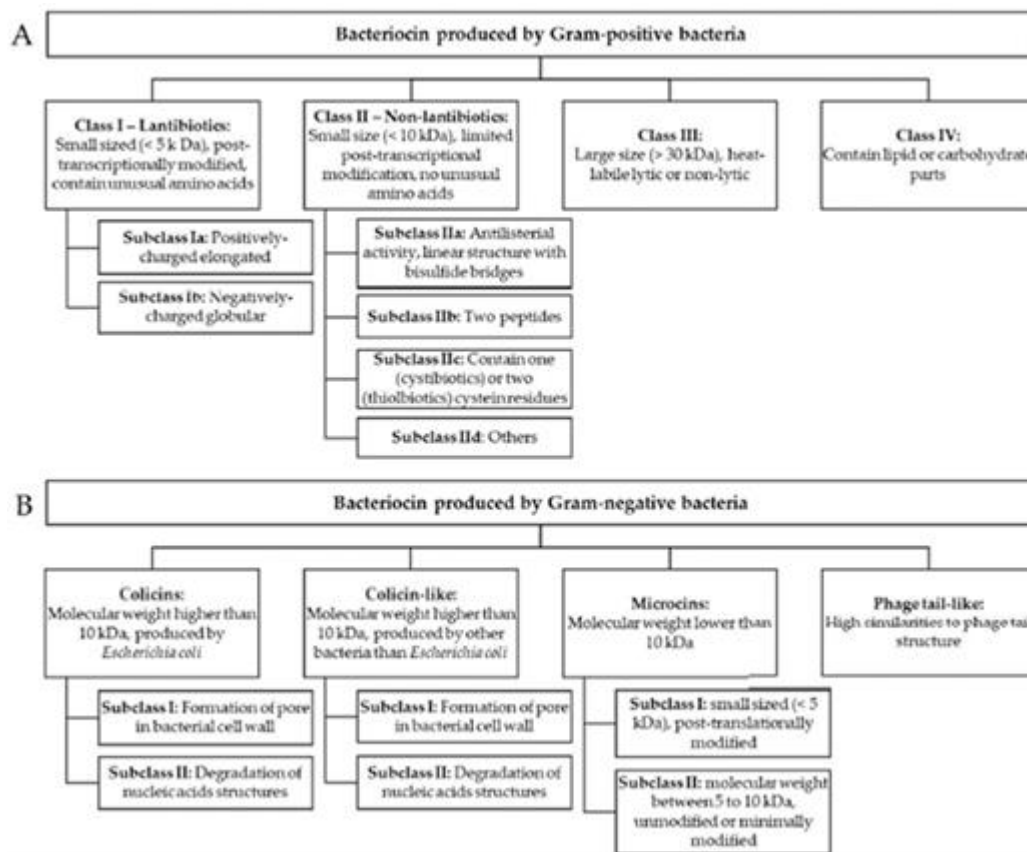 A
Bacteriocin produced by Gram-positive bacteria
Class I – Lantibiotics:
Small sized (< 5 k Da), post-
transcriptionally modified,
contain unusual amino acids
Subclass Ia: Positively-
charged elongated
Subclass Ib: Negatively-
charged globular
Class II – Non-lantibiotics:
Small size (< 10 kDa), limited
post-transcriptional
modification, no unusual
amino acids
Subclass IIa: Antilisterial
activity, linear structure with
bisulfide bridges
Subclass IIb: Two peptides
Subclass IIc: Contain one
(cystibiotics) or two
(thiolbiotics) cystein residues
Subclass IId: Others
Class III:
Large size (> 30 kDa), heat-
labile lytic or non-lytic
Class IV:
Contain lipid or carbohydrate
parts
B
Bacteriocin produced by Gram-negative bacteria
Colicins:
Molecular weight higher than
10 kDa, produced by
Escherichia coli
Subclass I: Formation of pore
in bacterial cell wall
Subclass II: Degradation of
nucleic acids structures
Colicin-like:
Molecular weight higher than
10 kDa, produced by other
bacteria than Escherichia coli
Subclass I: Formation of pore
in bacterial cell wall
Subclass II: Degradation of
nucleic acids structures
Microcins:
Molecular weight lower than
10 kDa
Subclass I: small sized (< 5
kDa), post-translationally
modified
Subclass II: molecular weight
between 5 to 10 kDa,
unmodified or minimally
modified
Phage tail-like:
High similarities to phage tail
structure